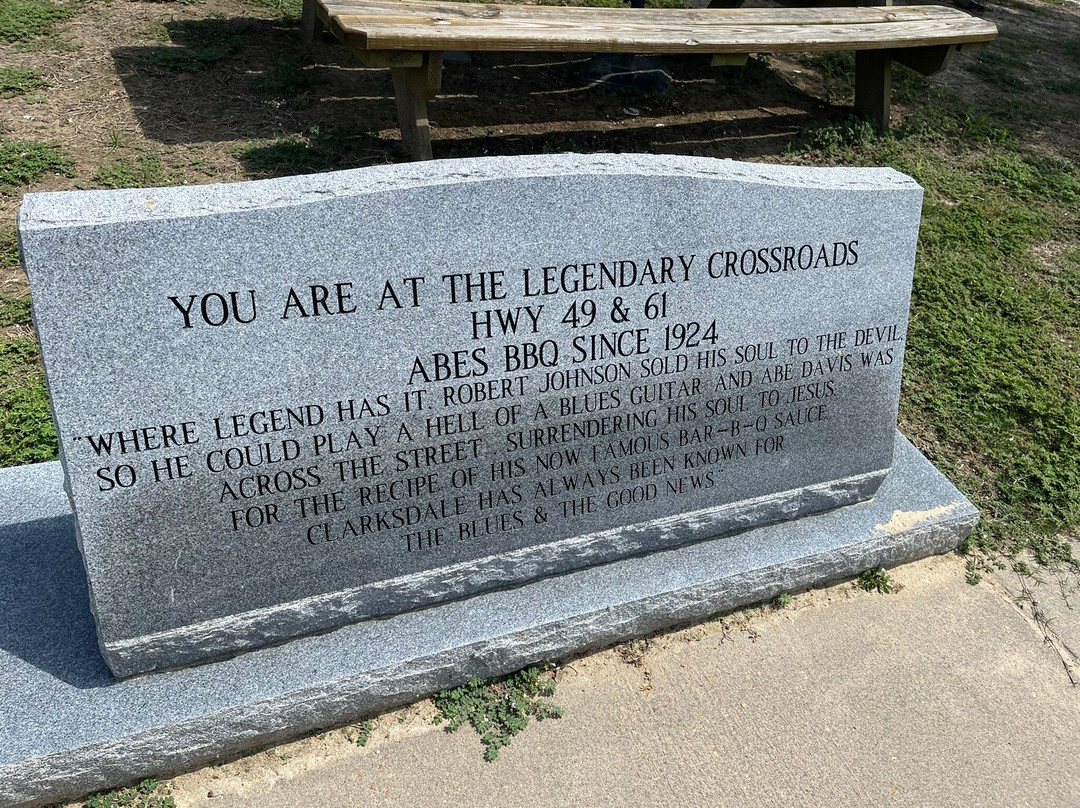 YOU ARE AT THE LEGENDARY CROSSROADS
HWY 49 & 61
ABES BBQ SINCE 1924
"WHERE LEGEND HAS IT, ROBERT JOHNSON SOLD HIS SOUL TO THE DEVIL,
SO HE COULD PLAY A HELL OF A BLUES GUITAR AND ABE DAVIS WAS
ACROSS THE STREET, SURRENDERING HIS SOUL TO JESUS,
FOR THE RECIPE OF HIS NOW FAMOUS BAR-B-Q SAUCE
CLARKSDALE HAS ALWAYS BEEN KNOWN FOR
THE BLUES & THE GOOD NEWS"